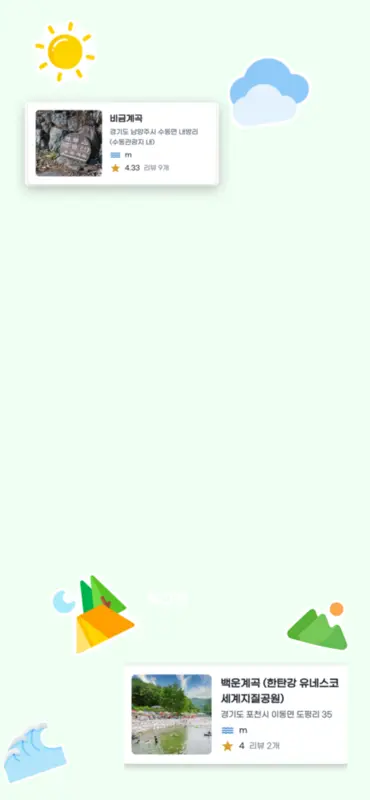 비금계곡
경기도 남양주시 수동면 내방리
(수동관광지 내)
m
4.33 리뷰 9개
백운계곡 (한탄강 유네스코
세계지질공원)
경기도 포천시 이동면 도평리 35
m
4 리뷰 2개